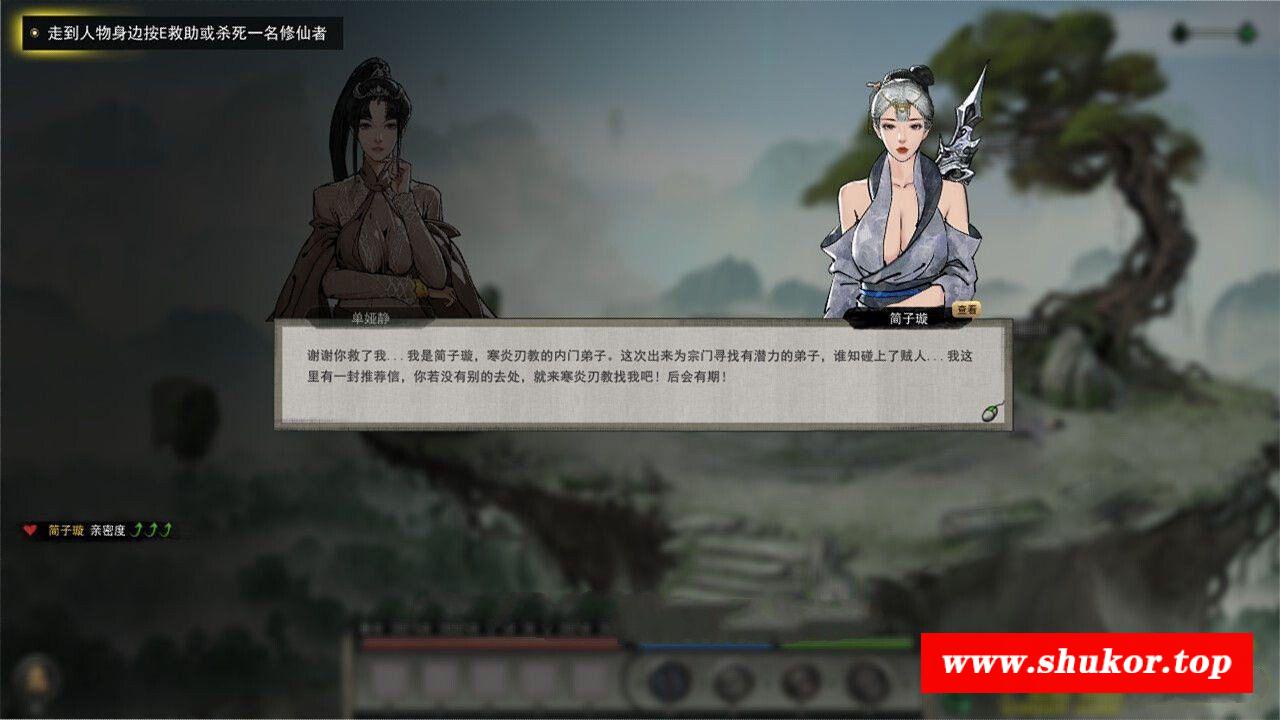 走到人物身边按E救助或杀死一名修仙者
单娅静
简子璇
查看
谢谢你救了我...我是简子璇，寒炎刃教的内门弟子。这次出来为宗门寻找有潜力的弟子，谁知碰上了贼人...我这
里有一封推荐信，你若没有别的去处，就来寒炎刃教找我吧！后会有期！
简子璇 亲密度
www.shukor.top